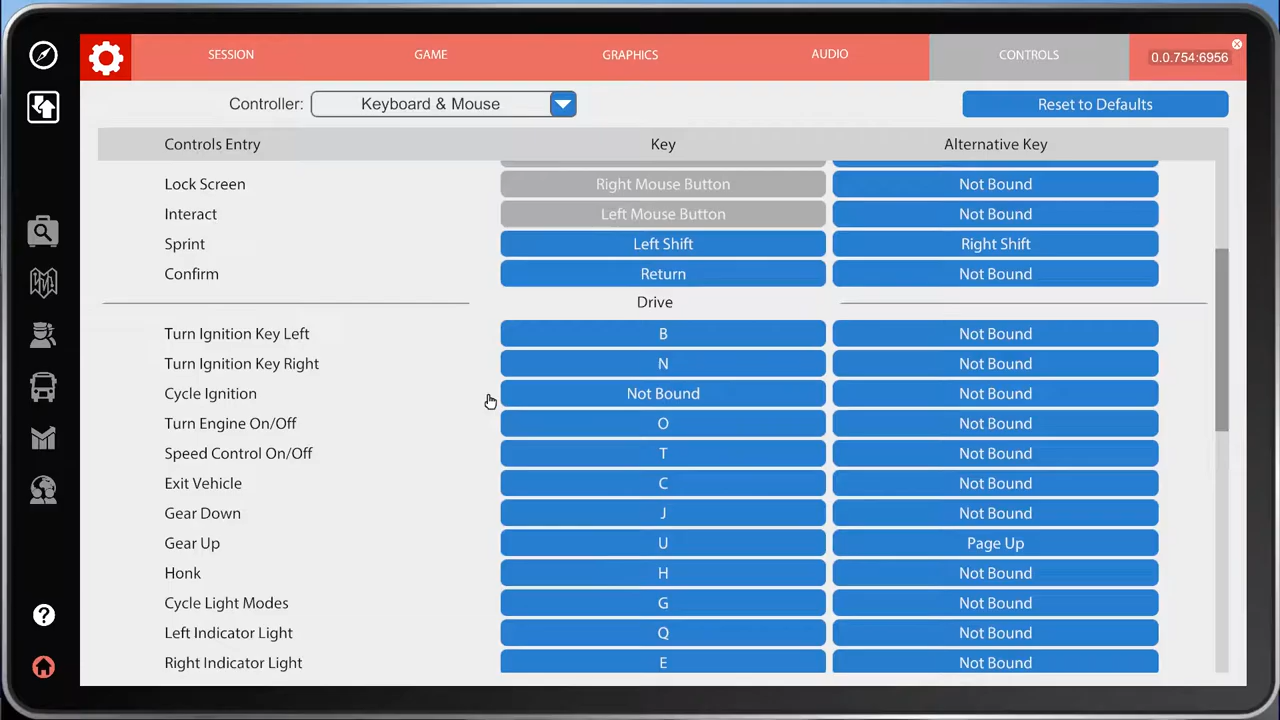 SESSION GAME GRAPHICS AUDIO CONTROLS 0.0.754:6956
Controller: Keyboard & Mouse Reset to Defaults
Controls Entry Key Alternative Key
Lock Screen Right Mouse Button Not Bound
Interact Left Mouse Button Not Bound
Sprint Left Shift Right Shift
Confirm Return Not Bound
Drive
Turn Ignition Key Left B Not Bound
Turn Ignition Key Right N Not Bound
Cycle Ignition Not Bound Not Bound
Turn Engine On/Off O Not Bound
Speed Control On/Off T Not Bound
Exit Vehicle C Not Bound
Gear Down J Not Bound
Gear Up U Page Up
Honk H Not Bound
Cycle Light Modes G Not Bound
Left Indicator Light Q Not Bound
Right Indicator Light E Not Bound